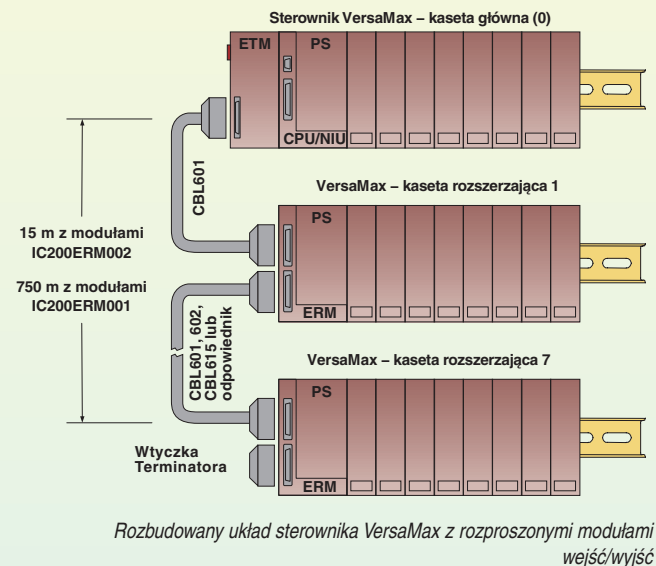 Sterownik VersaMax – kaseta główna (0)
ETM
PS
CPU/NIU
CBL601
VersaMax – kaseta rozszerzająca 1
PS
ERM
15 m z modułami
IC200ERM002
750 m z modułami
IC200ERM001
CBL601, 602,
CBL615 lub
odpowiednik
VersaMax – kaseta rozszerzająca 7
PS
ERM
Wtyczka
Terminatora
Rozbudowany układ sterownika VersaMax z rozproszonymi modułami
wejść/wyjść